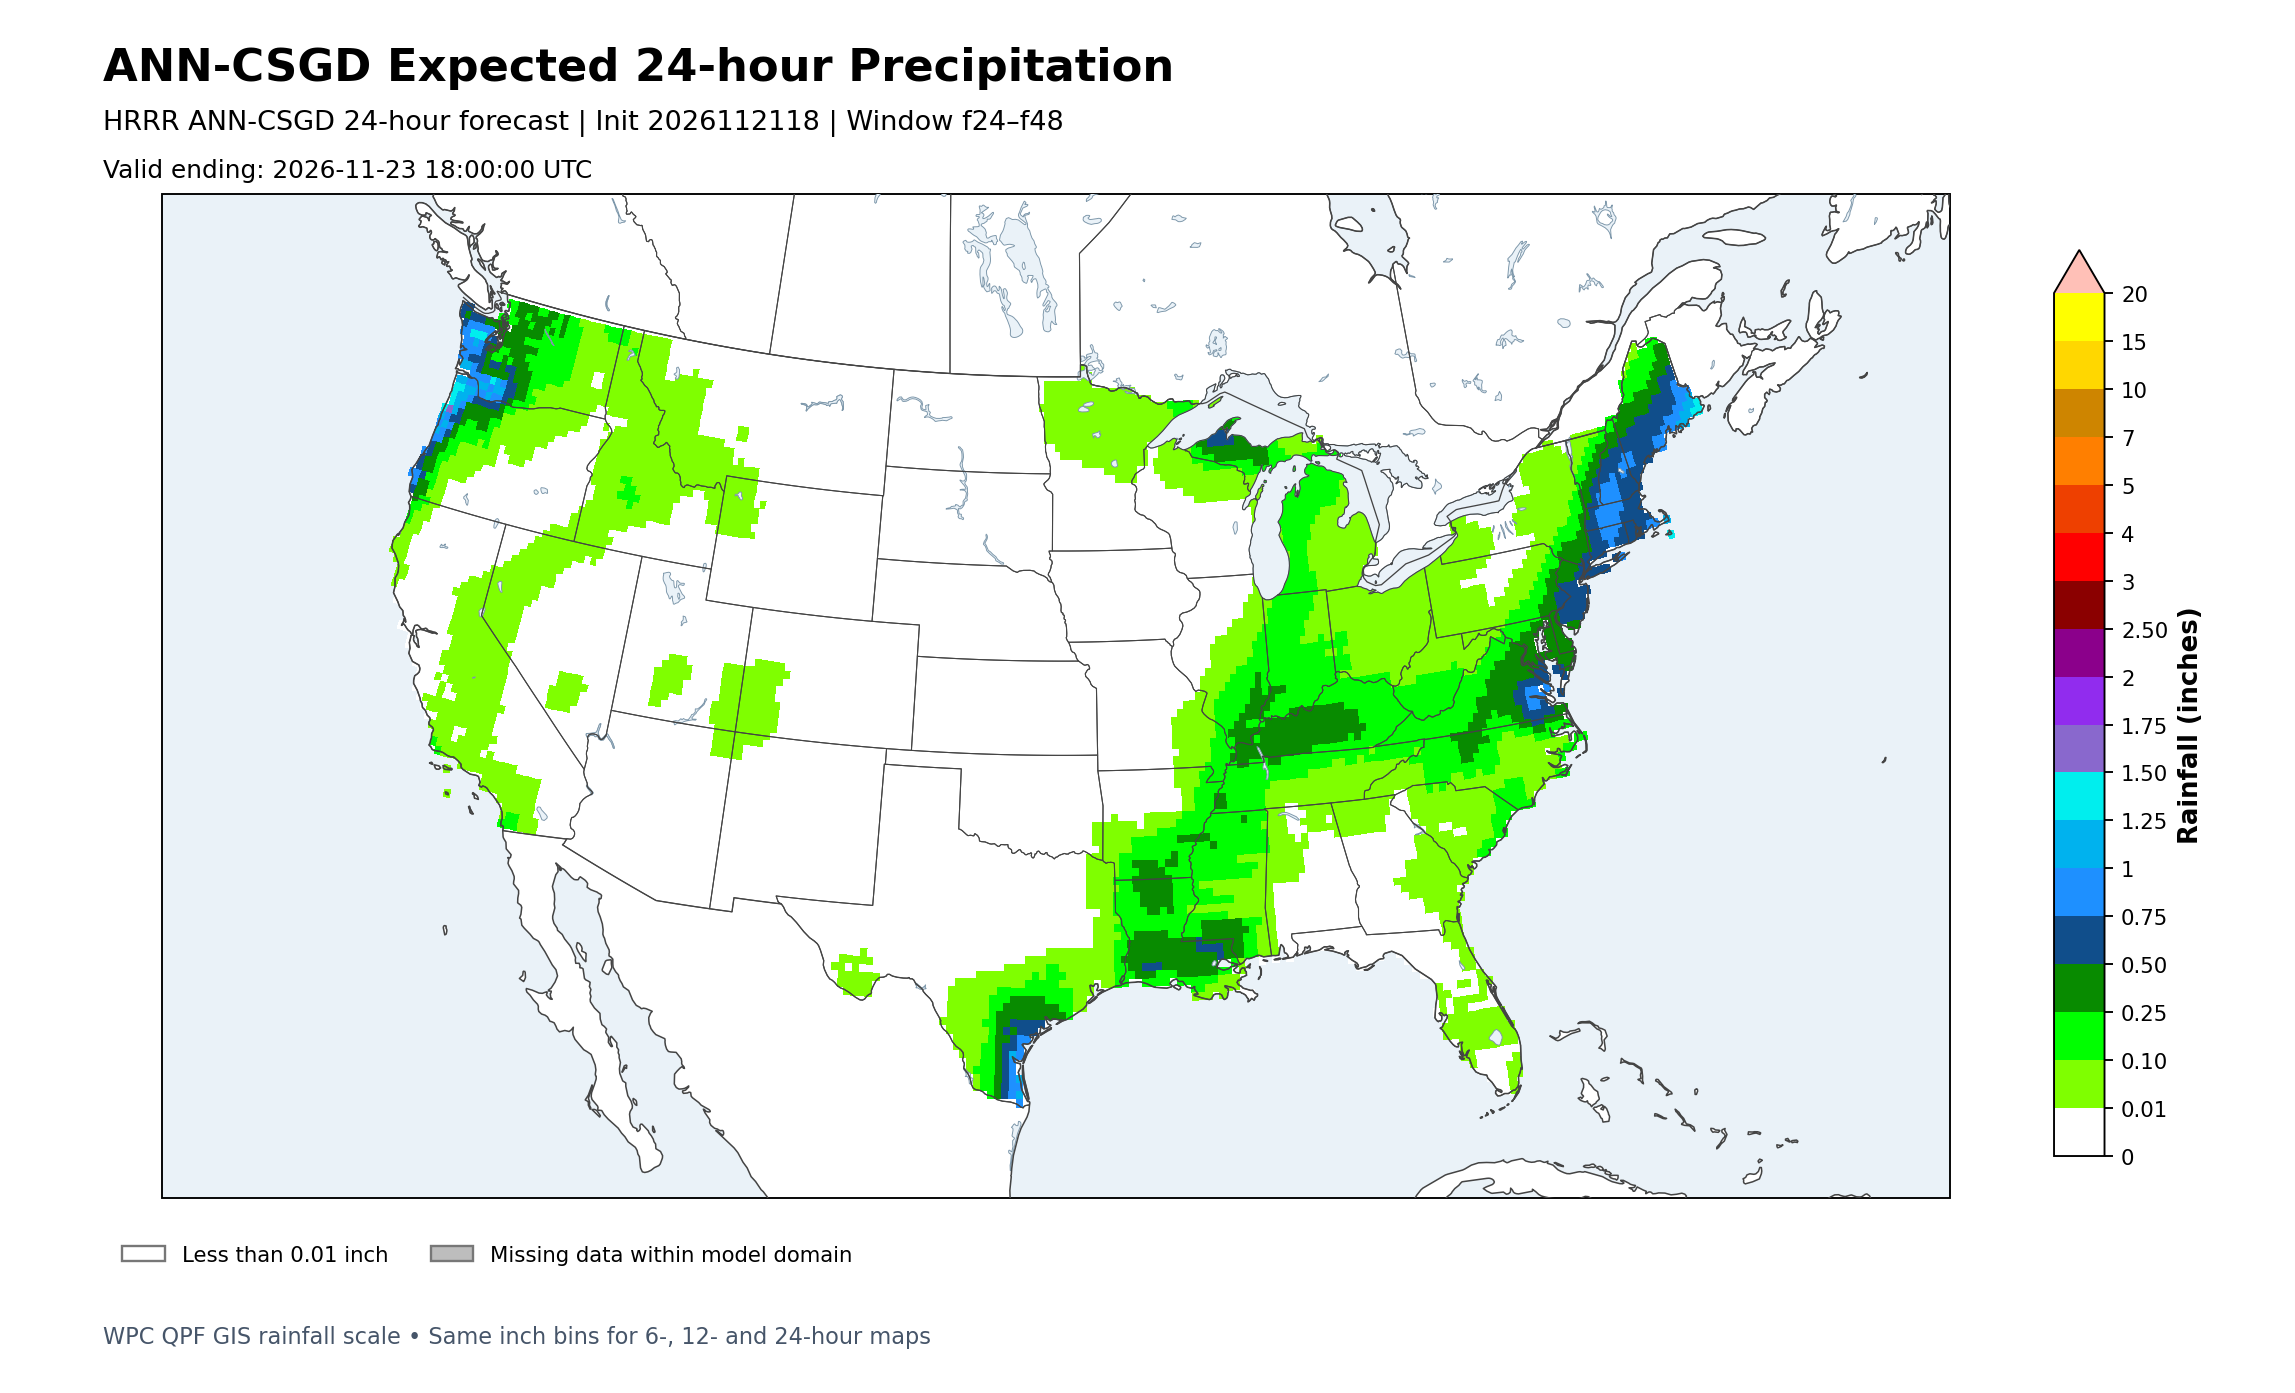 ANN-CSGD Expected 24-hour Precipitation
HRRR ANN-CSGD 24-hour forecast | Init 2026112118 | Window f24–f48
Valid ending: 2026-11-23 18:00:00 UTC
20
15
10
7
5
4
3
2.50
2
1.75
1.50
1.25
1
0.75
0.50
0.25
0.10
0.01
0
Rainfall (inches)
Less than 0.01 inch
Missing data within model domain
WPC QPF GIS rainfall scale • Same inch bins for 6-, 12- and 24-hour maps